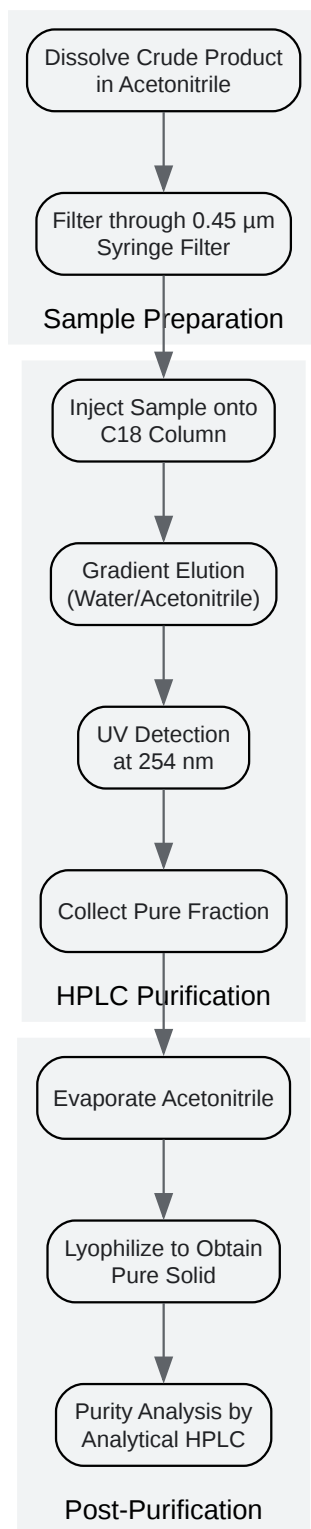 Dissolve Crude Product
in Acetonitrile
Filter through 0.45 µm
Syringe Filter
Sample Preparation
Inject Sample onto
C18 Column
Gradient Elution
(Water/Acetonitrile)
UV Detection
at 254 nm
Collect Pure Fraction
HPLC Purification
Evaporate Acetonitrile
Lyophilize to Obtain
Pure Solid
Purity Analysis by
Analytical HPLC
Post-Purification